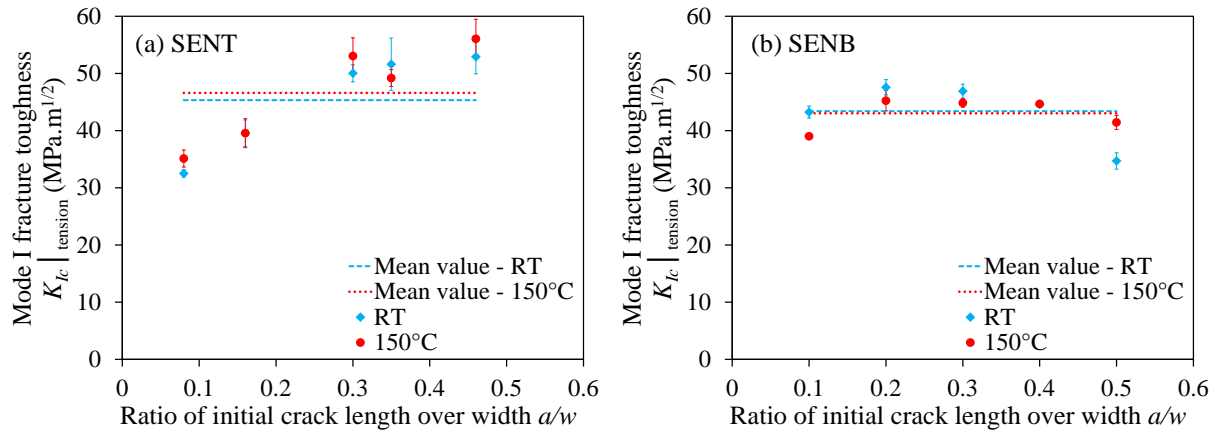 (a) SENT
Mode I fracture toughness
K_Ic | tension (MPa.m^1/2)
60
50
40
30
20
10
0
Mean value - RT
Mean value - 150°C
RT
150°C
0 0.1 0.2 0.3 0.4 0.5 0.6
Ratio of initial crack length over width a/w
(b) SENB
Mode I fracture toughness
K_Ic | tension (MPa.m^1/2)
60
50
40
30
20
10
0
Mean value - RT
Mean value - 150°C
RT
150°C
0 0.1 0.2 0.3 0.4 0.5 0.6
Ratio of initial crack length over width a/w